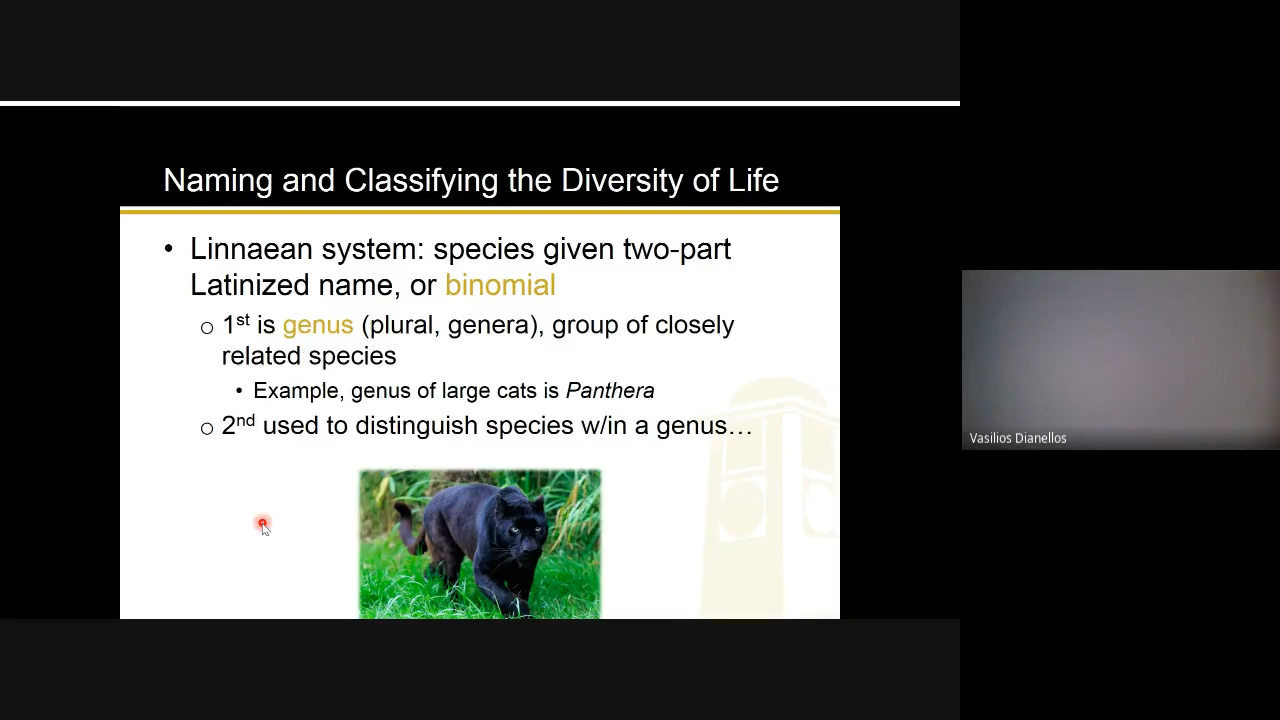 Naming and Classifying the Diversity of Life
• Linnaean system: species given two-part
Latinized name, or binomial
o 1st is genus (plural, genera), group of closely
related species
• Example, genus of large cats is Panthera
o 2nd used to distinguish species w/in a genus…
Vasilios Dianellos